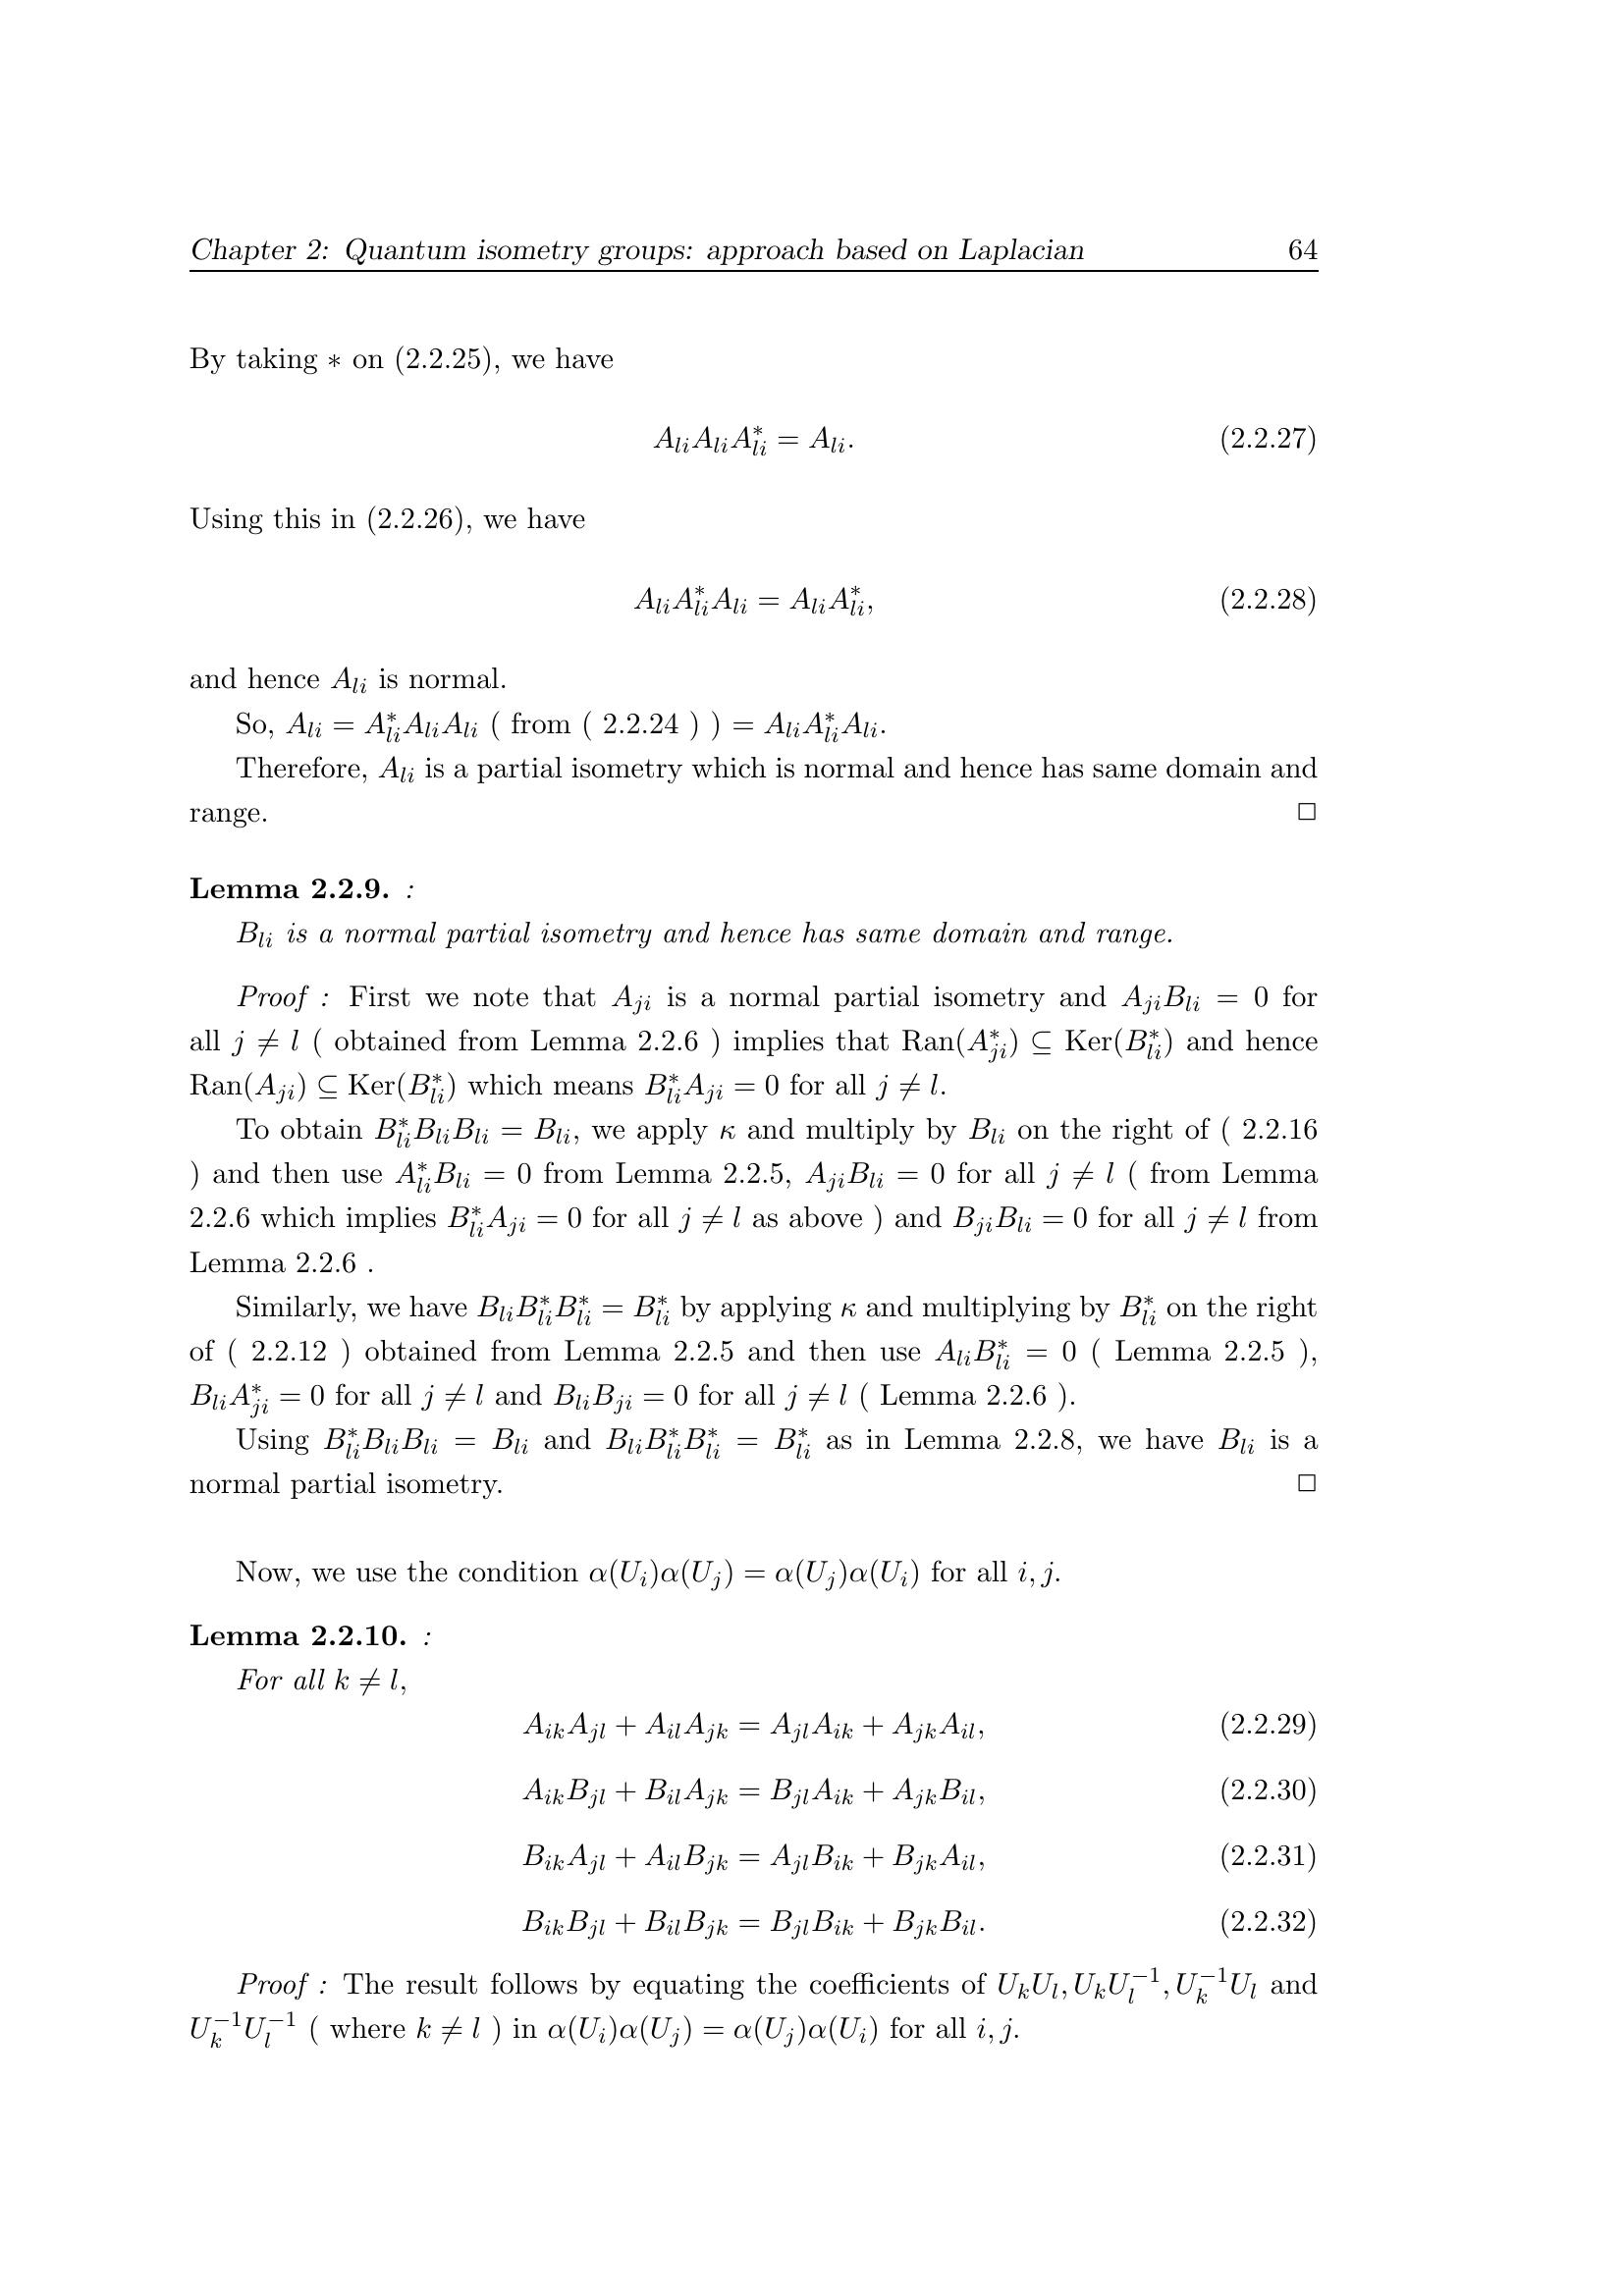 Chapter 2: Quantum isometry groups: approach based on Laplacian 64
By taking ∗ on (2.2.25), we have
$A_{li}A_{li}A_{li}^* = A_{li}.$ (2.2.27)
Using this in (2.2.26), we have
$A_{li}A_{li}^*A_{li} = A_{li}A_{li}^*,$ (2.2.28)
and hence $A_{li}$ is normal.
So, $A_{li} = A_{li}^*A_{li}A_{li}$ ( from ( 2.2.24 ) ) $= A_{li}A_{li}^*A_{li}.$
Therefore, $A_{li}$ is a partial isometry which is normal and hence has same domain and
range. □
Lemma 2.2.9. :
$B_{li}$ is a normal partial isometry and hence has same domain and range.
Proof : First we note that $A_{ji}$ is a normal partial isometry and $A_{ji}B_{li} = 0$ for
all $j \neq l$ ( obtained from Lemma 2.2.6 ) implies that $\mathrm{Ran}(A_{ji}^*) \subseteq \mathrm{Ker}(B_{li}^*)$ and hence
$\mathrm{Ran}(A_{ji}) \subseteq \mathrm{Ker}(B_{li}^*)$ which means $B_{li}^*A_{ji} = 0$ for all $j \neq l$.
To obtain $B_{li}^*B_{li}B_{li} = B_{li}$, we apply $\kappa$ and multiply by $B_{li}$ on the right of ( 2.2.16
) and then use $A_{li}^*B_{li} = 0$ from Lemma 2.2.5, $A_{ji}B_{li} = 0$ for all $j \neq l$ ( from Lemma
2.2.6 which implies $B_{li}^*A_{ji} = 0$ for all $j \neq l$ as above ) and $B_{ji}B_{li} = 0$ for all $j \neq l$ from
Lemma 2.2.6 .
Similarly, we have $B_{li}B_{li}^*B_{li}^* = B_{li}^*$ by applying $\kappa$ and multiplying by $B_{li}^*$ on the right
of ( 2.2.12 ) obtained from Lemma 2.2.5 and then use $A_{li}B_{li}^* = 0$ ( Lemma 2.2.5 ),
$B_{li}A_{ji}^* = 0$ for all $j \neq l$ and $B_{li}B_{ji} = 0$ for all $j \neq l$ ( Lemma 2.2.6 ).
Using $B_{li}^*B_{li}B_{li} = B_{li}$ and $B_{li}B_{li}^*B_{li}^* = B_{li}^*$ as in Lemma 2.2.8, we have $B_{li}$ is a
normal partial isometry. □
Now, we use the condition $\alpha(U_i)\alpha(U_j) = \alpha(U_j)\alpha(U_i)$ for all $i, j$.
Lemma 2.2.10. :
For all $k \neq l$,
$A_{ik}A_{jl} + A_{il}A_{jk} = A_{jl}A_{ik} + A_{jk}A_{il},$ (2.2.29)
$A_{ik}B_{jl} + B_{il}A_{jk} = B_{jl}A_{ik} + A_{jk}B_{il},$ (2.2.30)
$B_{ik}A_{jl} + A_{il}B_{jk} = A_{jl}B_{ik} + B_{jk}A_{il},$ (2.2.31)
$B_{ik}B_{jl} + B_{il}B_{jk} = B_{jl}B_{ik} + B_{jk}B_{il}.$ (2.2.32)
Proof : The result follows by equating the coefficients of $U_kU_l, U_kU_l^{-1}, U_k^{-1}U_l$ and
$U_k^{-1}U_l^{-1}$ ( where $k \neq l$ ) in $\alpha(U_i)\alpha(U_j) = \alpha(U_j)\alpha(U_i)$ for all $i, j$.